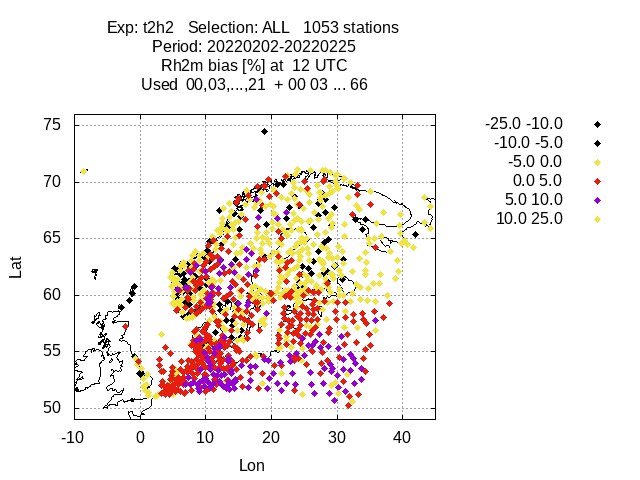 Exp: t2h2   Selection: ALL   1053 stations
Period: 20220202-20220225
Rh2m bias [%] at  12 UTC
Used  00,03,...,21  + 00 03 ... 66
-25.0 -10.0
-10.0 -5.0
-5.0 0.0
0.0 5.0
5.0 10.0
10.0 25.0
75
70
65
60
55
50
Lat
-10 0 10 20 30 40
Lon